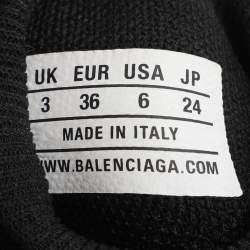 UK EUR USA JP
3 36 6 24
MADE IN ITALY
WWW.BALENCIAGA.COM